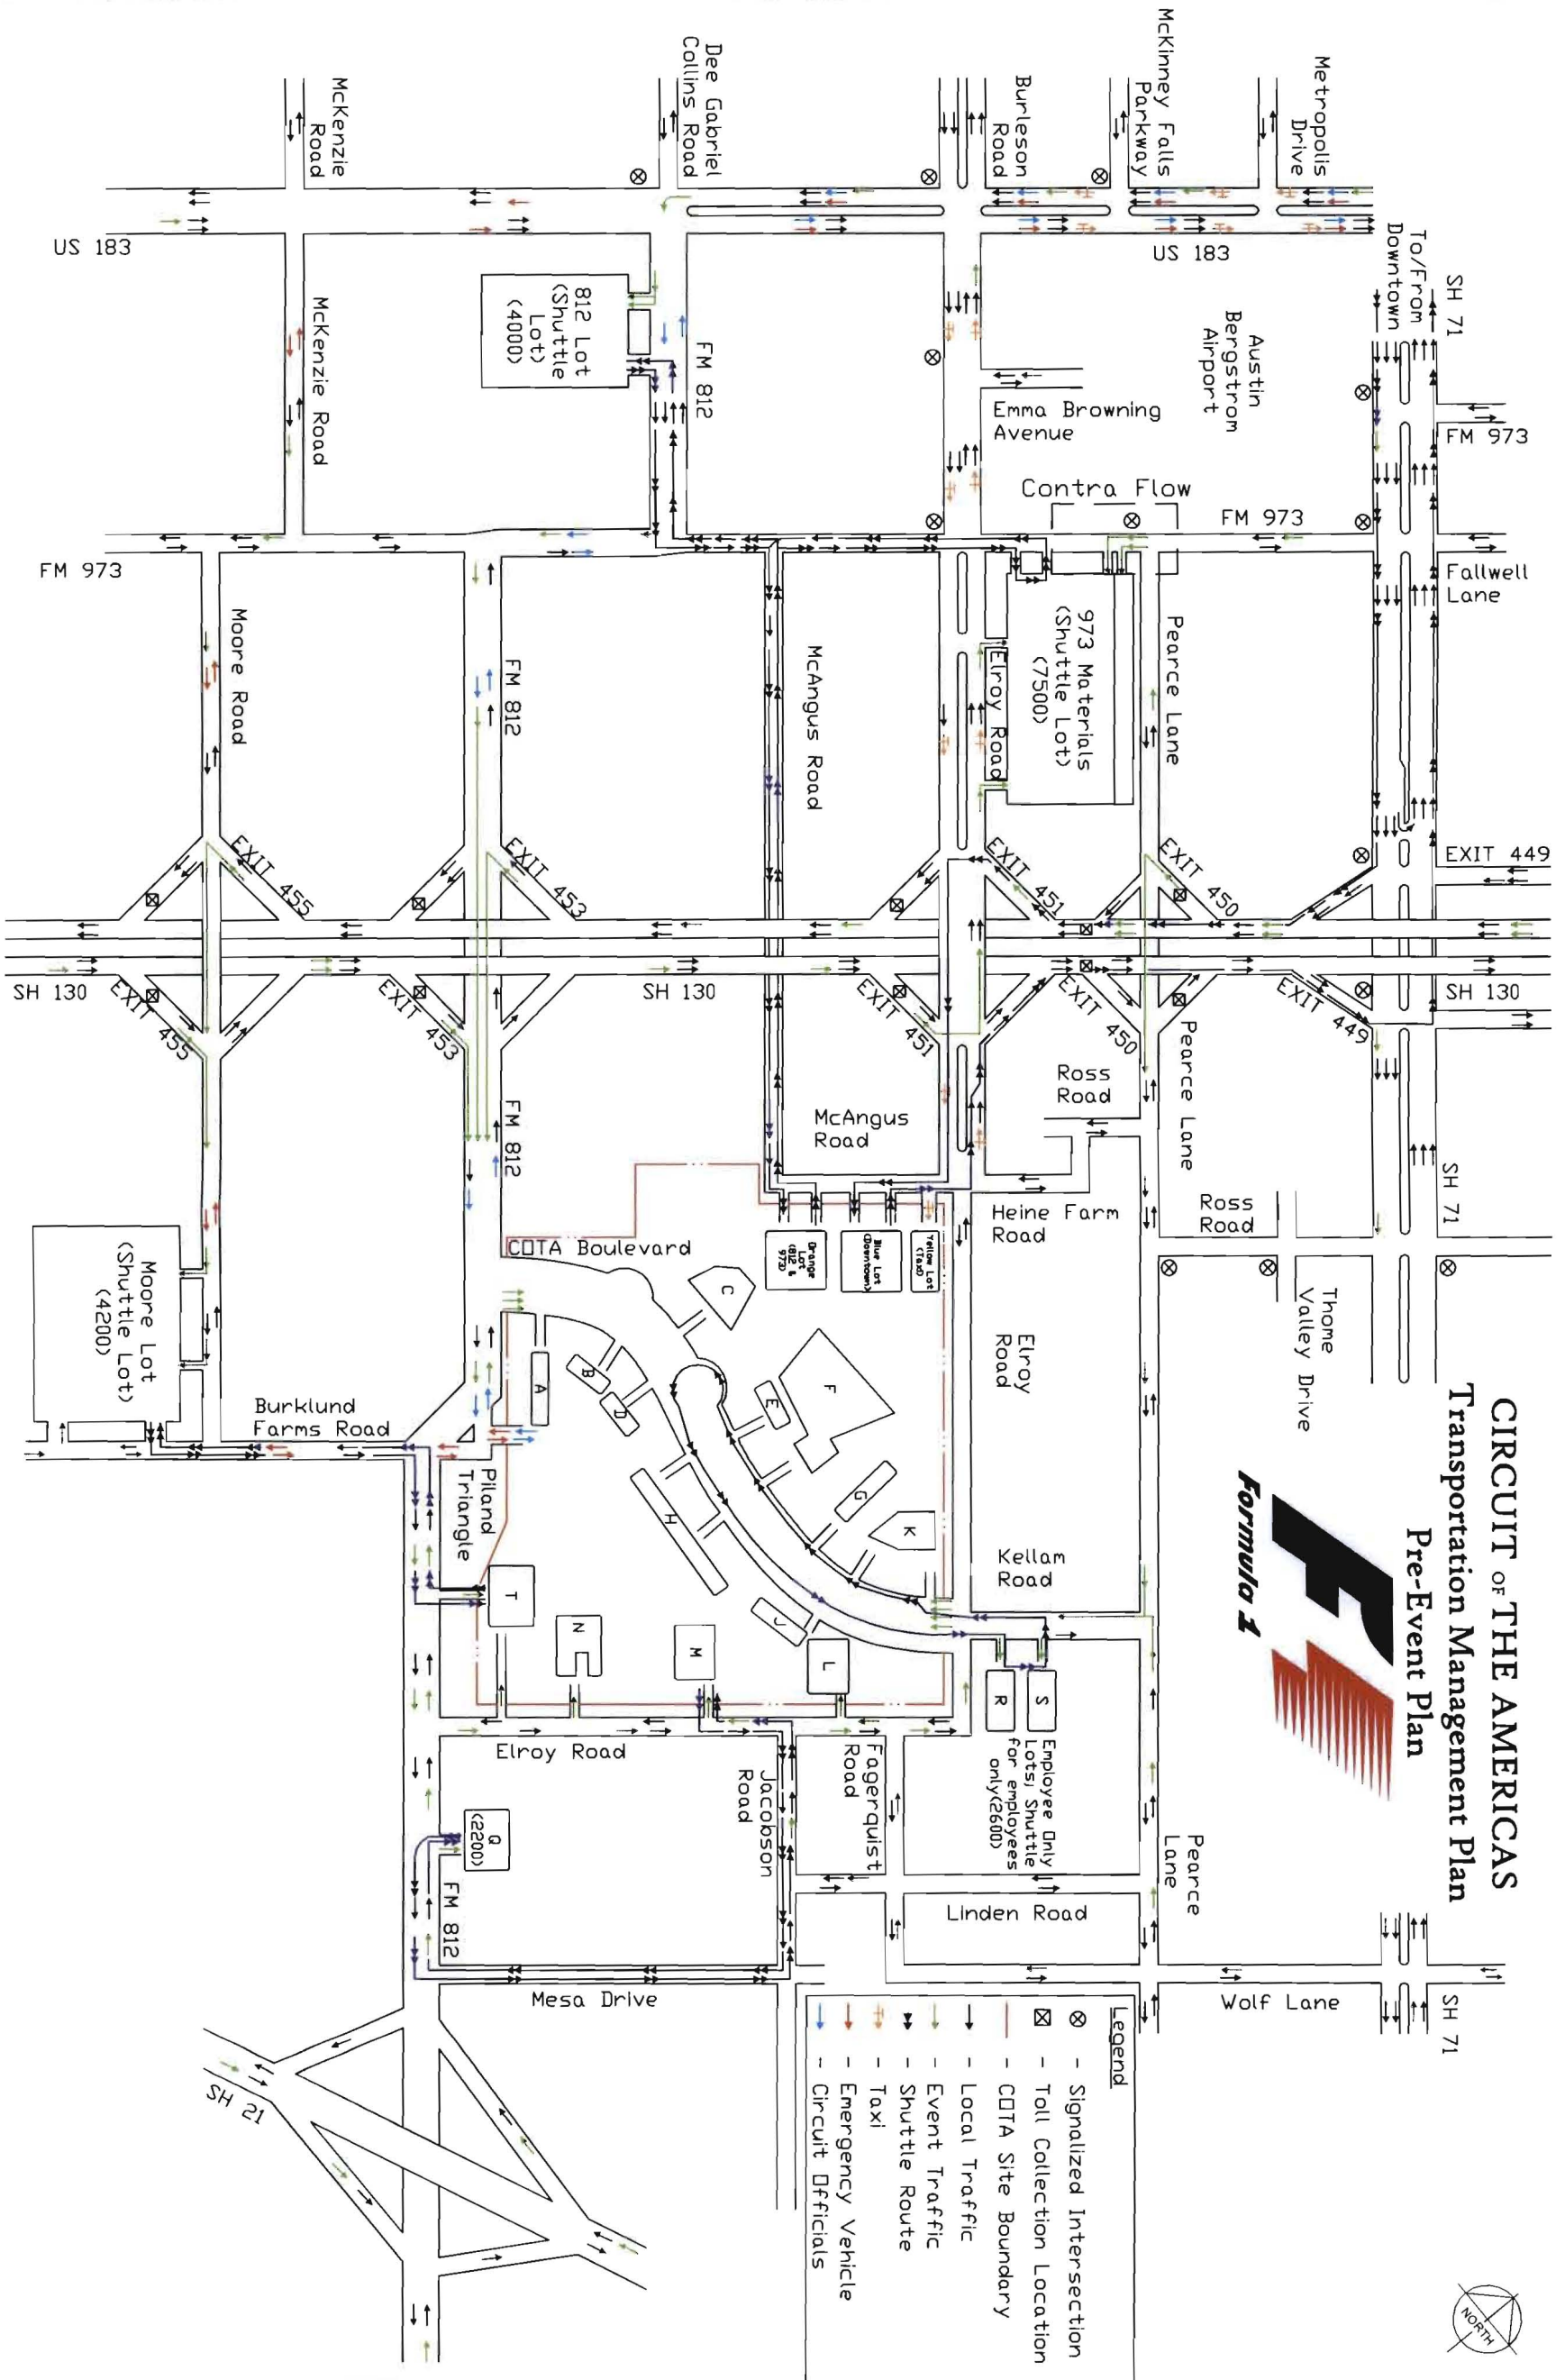 CIRCUIT OF THE AMERICAS
Transportation Management Plan
Pre-Event Plan
Formula 1
Metropolis
Drive
McKinney Falls
Parkway
Burleson
Road
Dee Gabriel
Collins Road
McKenzie
Road
US 183
US 183
To/From
Downtown
SH 71
Austin
Bergstrom
Airport
812 Lot
(Shuttle
Lot)
(4000)
FM 812
McKenzie Road
Emma Browning
Avenue
FM 973
Contra Flow
FM 973
FM 973
Fallwell
Lane
Moore Road
FM 812
McAngus Road
Elroy Road
973 Materials
(Shuttle Lot)
(7500)
Pearce Lane
EXIT 455
EXIT 453
EXIT 451
EXIT 450
EXIT 449
SH 130
EXIT 455
EXIT 453
SH 130
EXIT 451
EXIT 450
EXIT 449
SH 130
FM 812
McAngus
Road
Ross
Road
Pearce Lane
SH 71
Heine Farm
Road
Ross
Road
COTA Boulevard
Orange
Lot
(812 &
973)
Blue Lot
(Downtown)
Yellow Lot
(Taxi)
Moore Lot
(Shuttle Lot)
(4200)
Thome
Valley Drive
Elroy
Road
C
F
A
B
D
E
G
K
H
Burklund
Farms Road
Piland
Triangle
Kellam
Road
T
N
M
J
L
R
S
Employee Only
Lots; Shuttle
for employees
only(2600)
Elroy Road
Jacobson
Road
Fagerquist
Road
Pearce
Lane
Q
(2200)
FM 812
Linden Road
Mesa Drive
Wolf Lane
SH 71
SH 21
Legend
- Signalized Intersection
- Toll Collection Location
- COTA Site Boundary
- Local Traffic
- Event Traffic
- Shuttle Route
- Taxi
- Emergency Vehicle
- Circuit Officials
NORTH